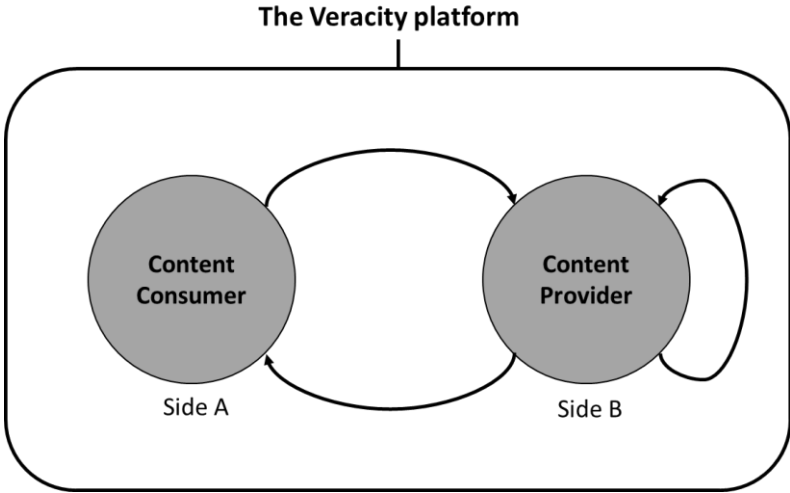 The Veracity platform
Content
Consumer
Content
Provider
Side A
Side B